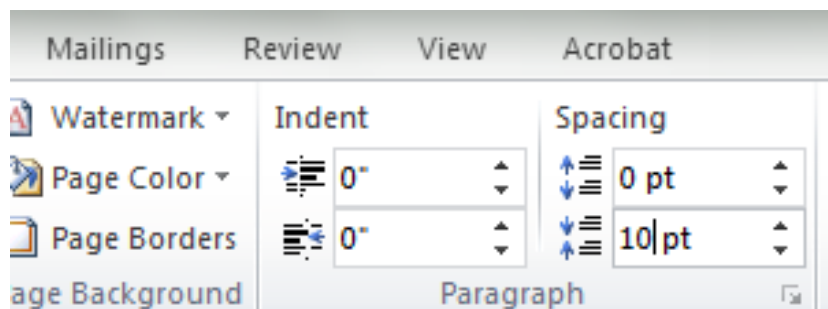 Mailings Review View Acrobat
Watermark Indent Spacing
Page Color 0" 0 pt
Page Borders 0" 10 pt
age Background Paragraph